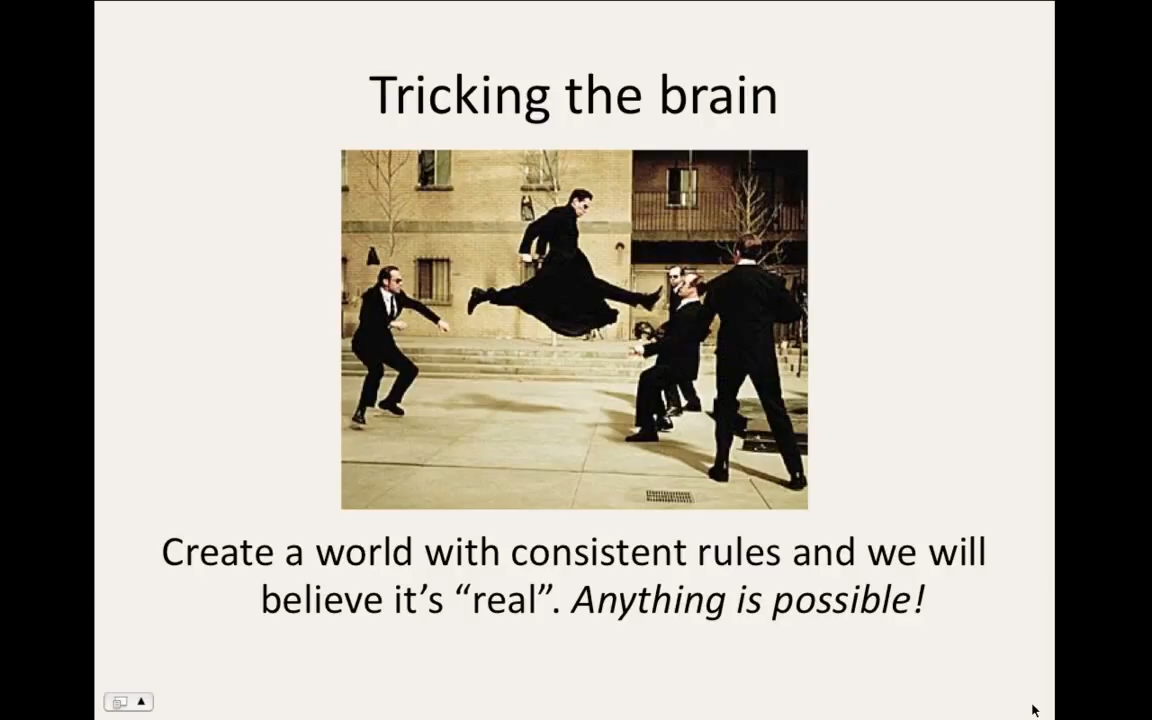 Tricking the brain
Create a world with consistent rules and we will
believe it’s “real”. Anything is possible!